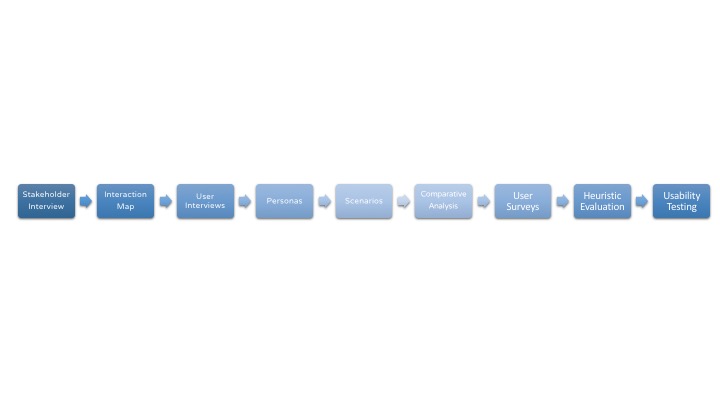 Stakeholder
Interview
Interaction
Map
User
Interviews
Personas
Scenarios
Comparative
Analysis
User
Surveys
Heuristic
Evaluation
Usability
Testing